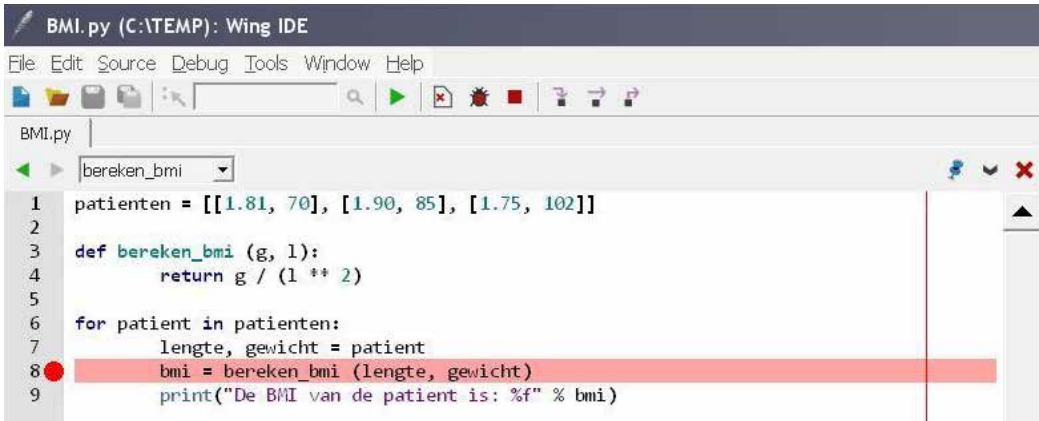 BMI.py (C:\TEMP): Wing IDE
File Edit Source Debug Tools Window Help
BMI.py
bereken_bmi
1 patienten = [[1.81, 70], [1.90, 85], [1.75, 102]]
2
3 def bereken_bmi (g, l):
4 return g / (l ** 2)
5
6 for patient in patienten:
7 lengte, gewicht = patient
8 bmi = bereken_bmi (lengte, gewicht)
9 print("De BMI van de patient is: %f" % bmi)